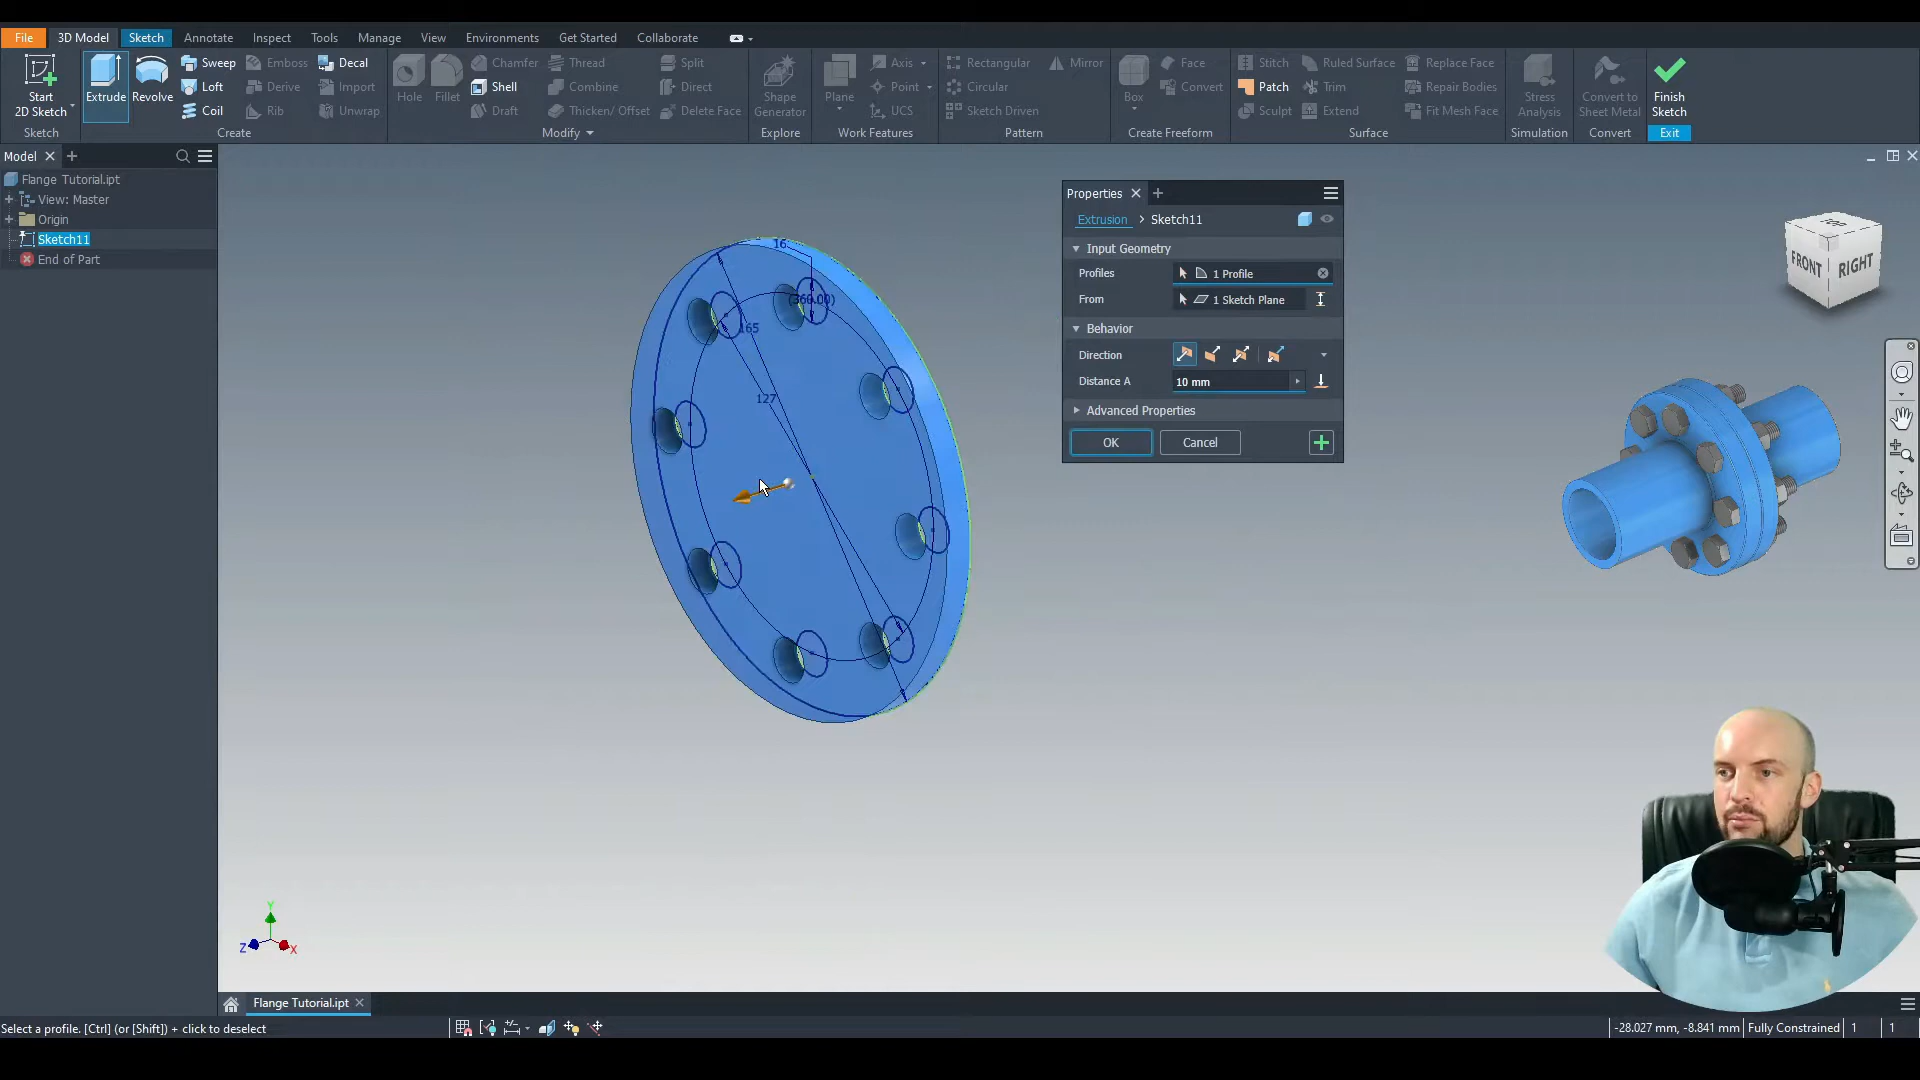 File 3D Model Sketch Annotate Inspect Tools Manage View Environments Get Started Collaborate
Start
2D Sketch
Extrude
Revolve
Sweep
Loft
Coil
Emboss
Derive
Rib
Decal
Import
Unwrap
Hole
Fillet
Chamfer
Shell
Draft
Thread
Combine
Thicken/ Offset
Split
Direct
Delete Face
Shape
Generator
Plane
Axis
Point
UCS
Rectangular
Circular
Sketch Driven
Mirror
Box
Face
Convert
Stitch
Patch
Sculpt
Ruled Surface
Trim
Extend
Replace Face
Repair Bodies
Fit Mesh Face
Stress
Analysis
Convert to
Sheet Metal
Finish
Sketch
Sketch Create Modify Explore Work Features Pattern Create Freeform Surface Simulation Convert Exit
Model
Flange Tutorial.ipt
View: Master
Origin
Sketch11
End of Part
Properties
Extrusion > Sketch11
Input Geometry
Profiles 1 Profile
From 1 Sketch Plane
Behavior
Direction
Distance A 10 mm
Advanced Properties
OK Cancel
16
(360.00)
165
127
TOP
FRONT RIGHT
Y
Z X
Flange Tutorial.ipt
Select a profile. [Ctrl] (or [Shift]) + click to deselect
-28.027 mm, -8.841 mm Fully Constrained 1 1